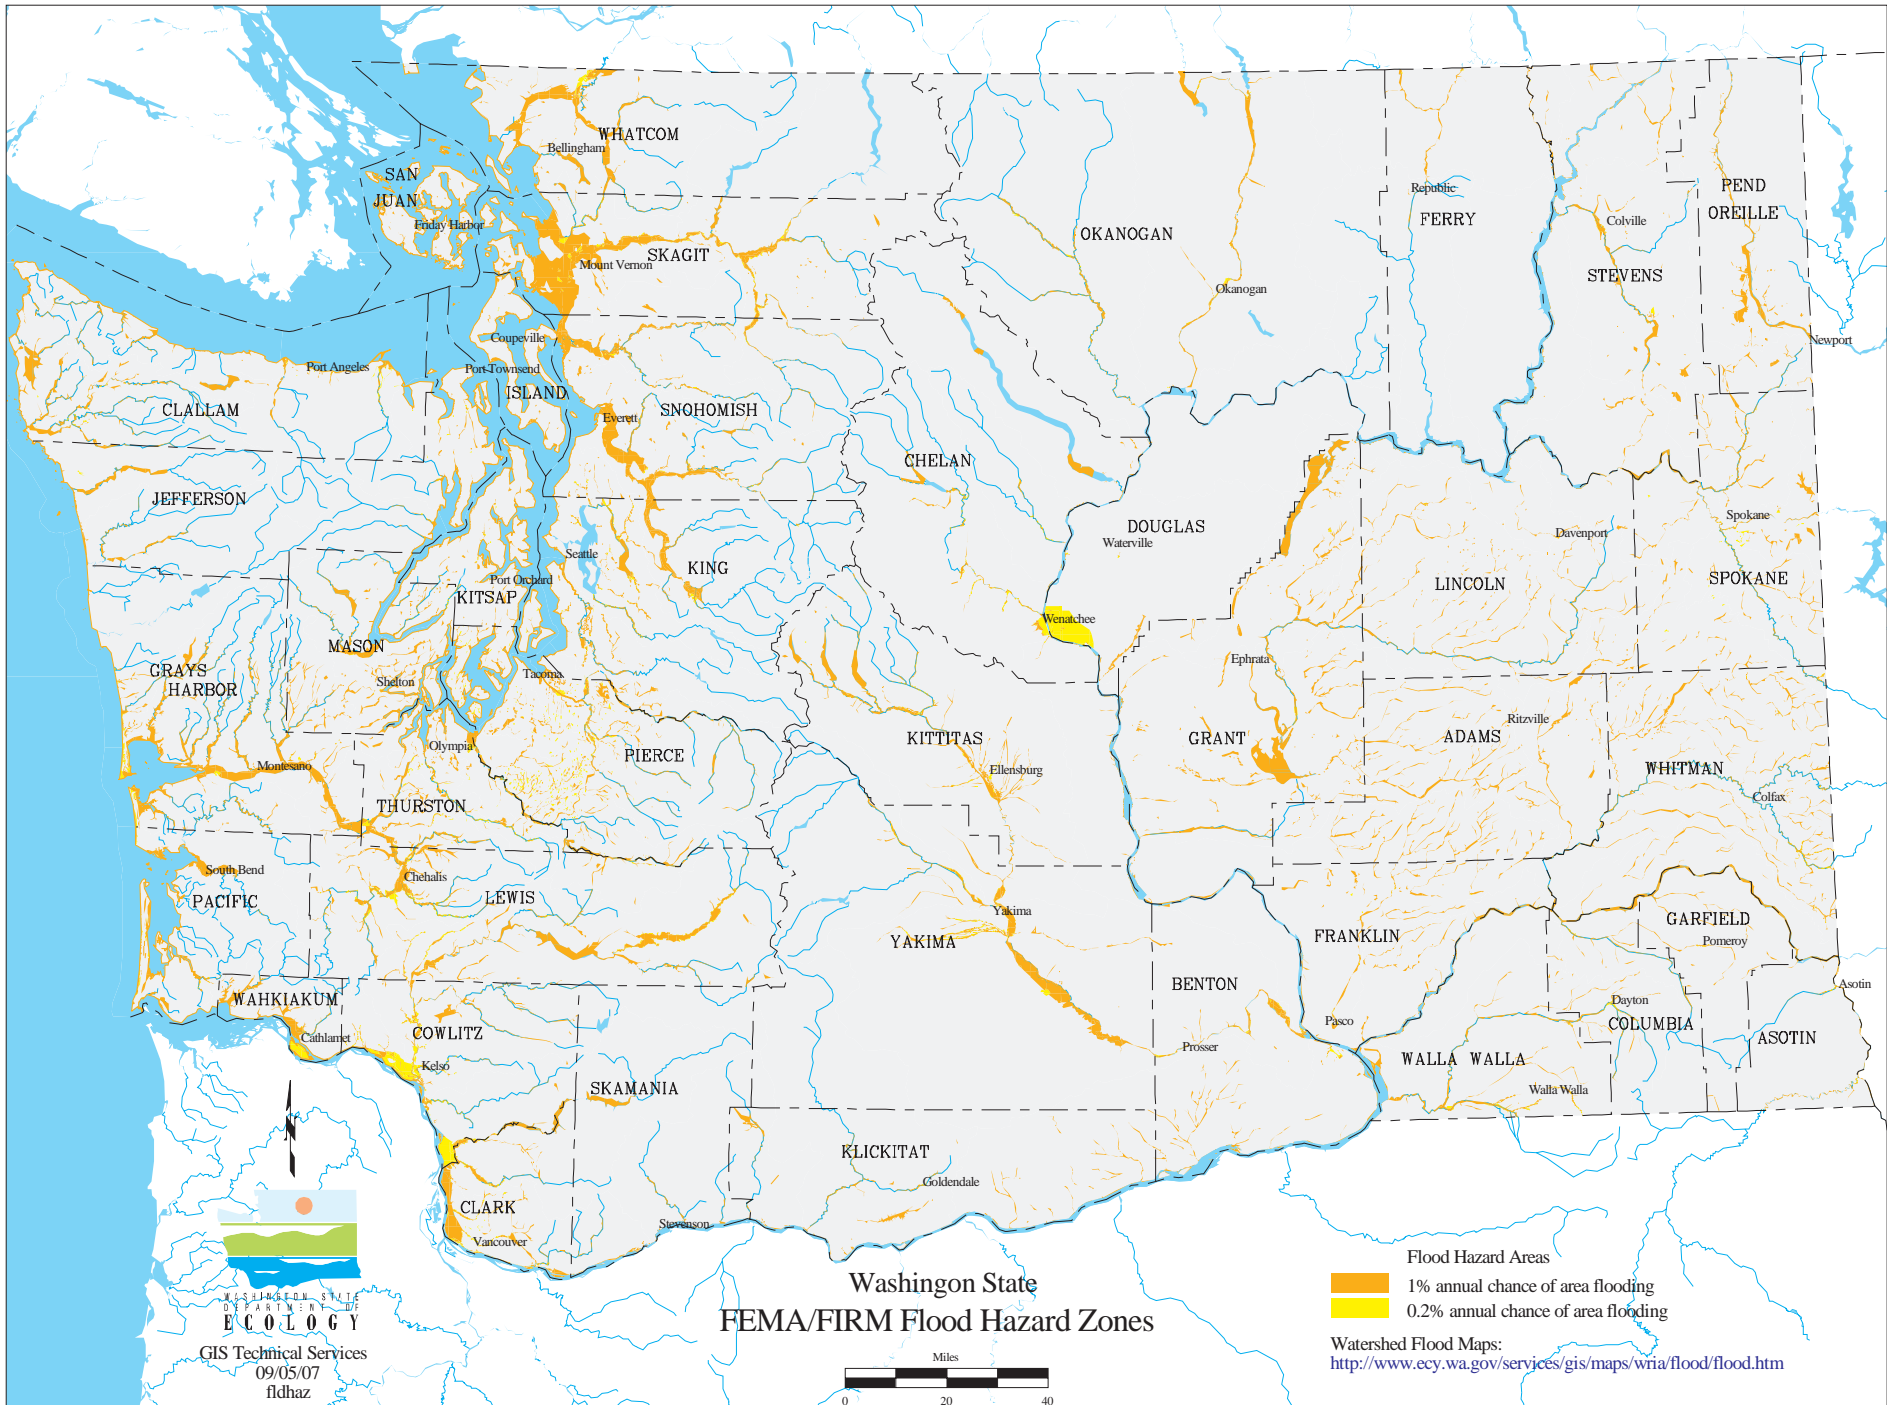 WHATCOM
Bellingham
SAN
JUAN
Friday Harbor
SKAGIT
Mount Vernon
OKANOGAN
Okanogan
Republic
FERRY
Colville
STEVENS
PEND
OREILLE
Newport
Port Angeles
CLALLAM
Coupeville
Port Townsend
ISLAND
Everett
SNOHOMISH
CHELAN
JEFFERSON
Seattle
KING
Port Orchard
KITSAP
DOUGLAS
Waterville
Wenatchee
Davenport
LINCOLN
Spokane
SPOKANE
MASON
GRAYS
HARBOR
Shelton
Tacoma
Olympia
Montesano
THURSTON
PIERCE
KITTITAS
Ellensburg
Ephrata
GRANT
Ritzville
ADAMS
WHITMAN
Colfax
South Bend
PACIFIC
Chehalis
LEWIS
Yakima
YAKIMA
BENTON
Prosser
FRANKLIN
Pasco
GARFIELD
Pomeroy
Asotin
ASOTIN
Dayton
COLUMBIA
WALLA WALLA
Walla Walla
WAHKIAKUM
Cathlamet
COWLITZ
Kelso
SKAMANIA
KLICKITAT
Goldendale
Stevenson
CLARK
Vancouver
WASHINGTON STATE
DEPARTMENT OF
ECOLOGY
GIS Technical Services
09/05/07
fldhaz
Washingon State
FEMA/FIRM Flood Hazard Zones
Miles
0 20 40
Flood Hazard Areas
1% annual chance of area flooding
0.2% annual chance of area flooding
Watershed Flood Maps:
http://www.ecy.wa.gov/services/gis/maps/wria/flood/flood.htm